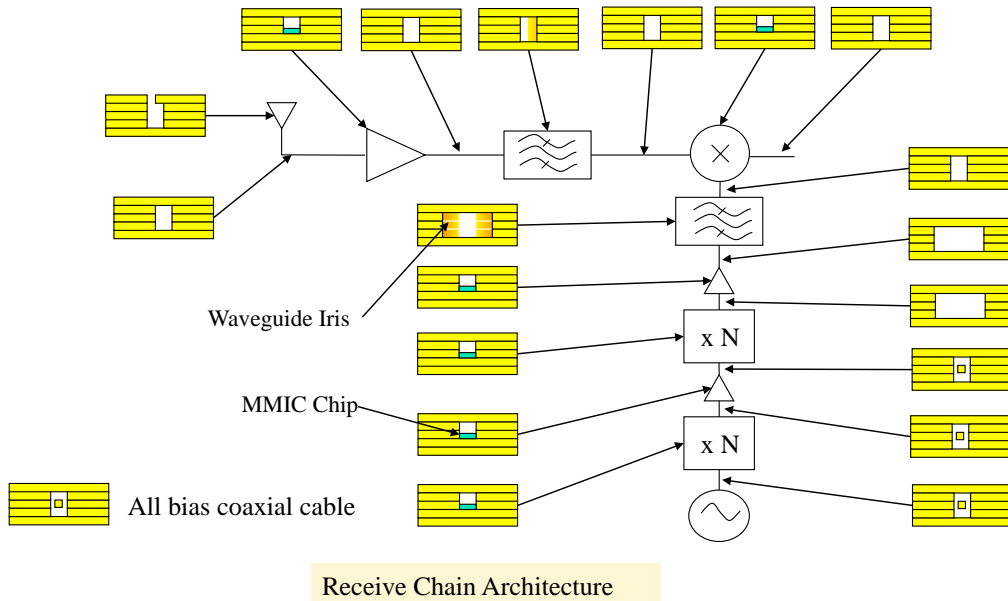 Waveguide Iris
x N
MMIC Chip
x N
All bias coaxial cable
Receive Chain Architecture